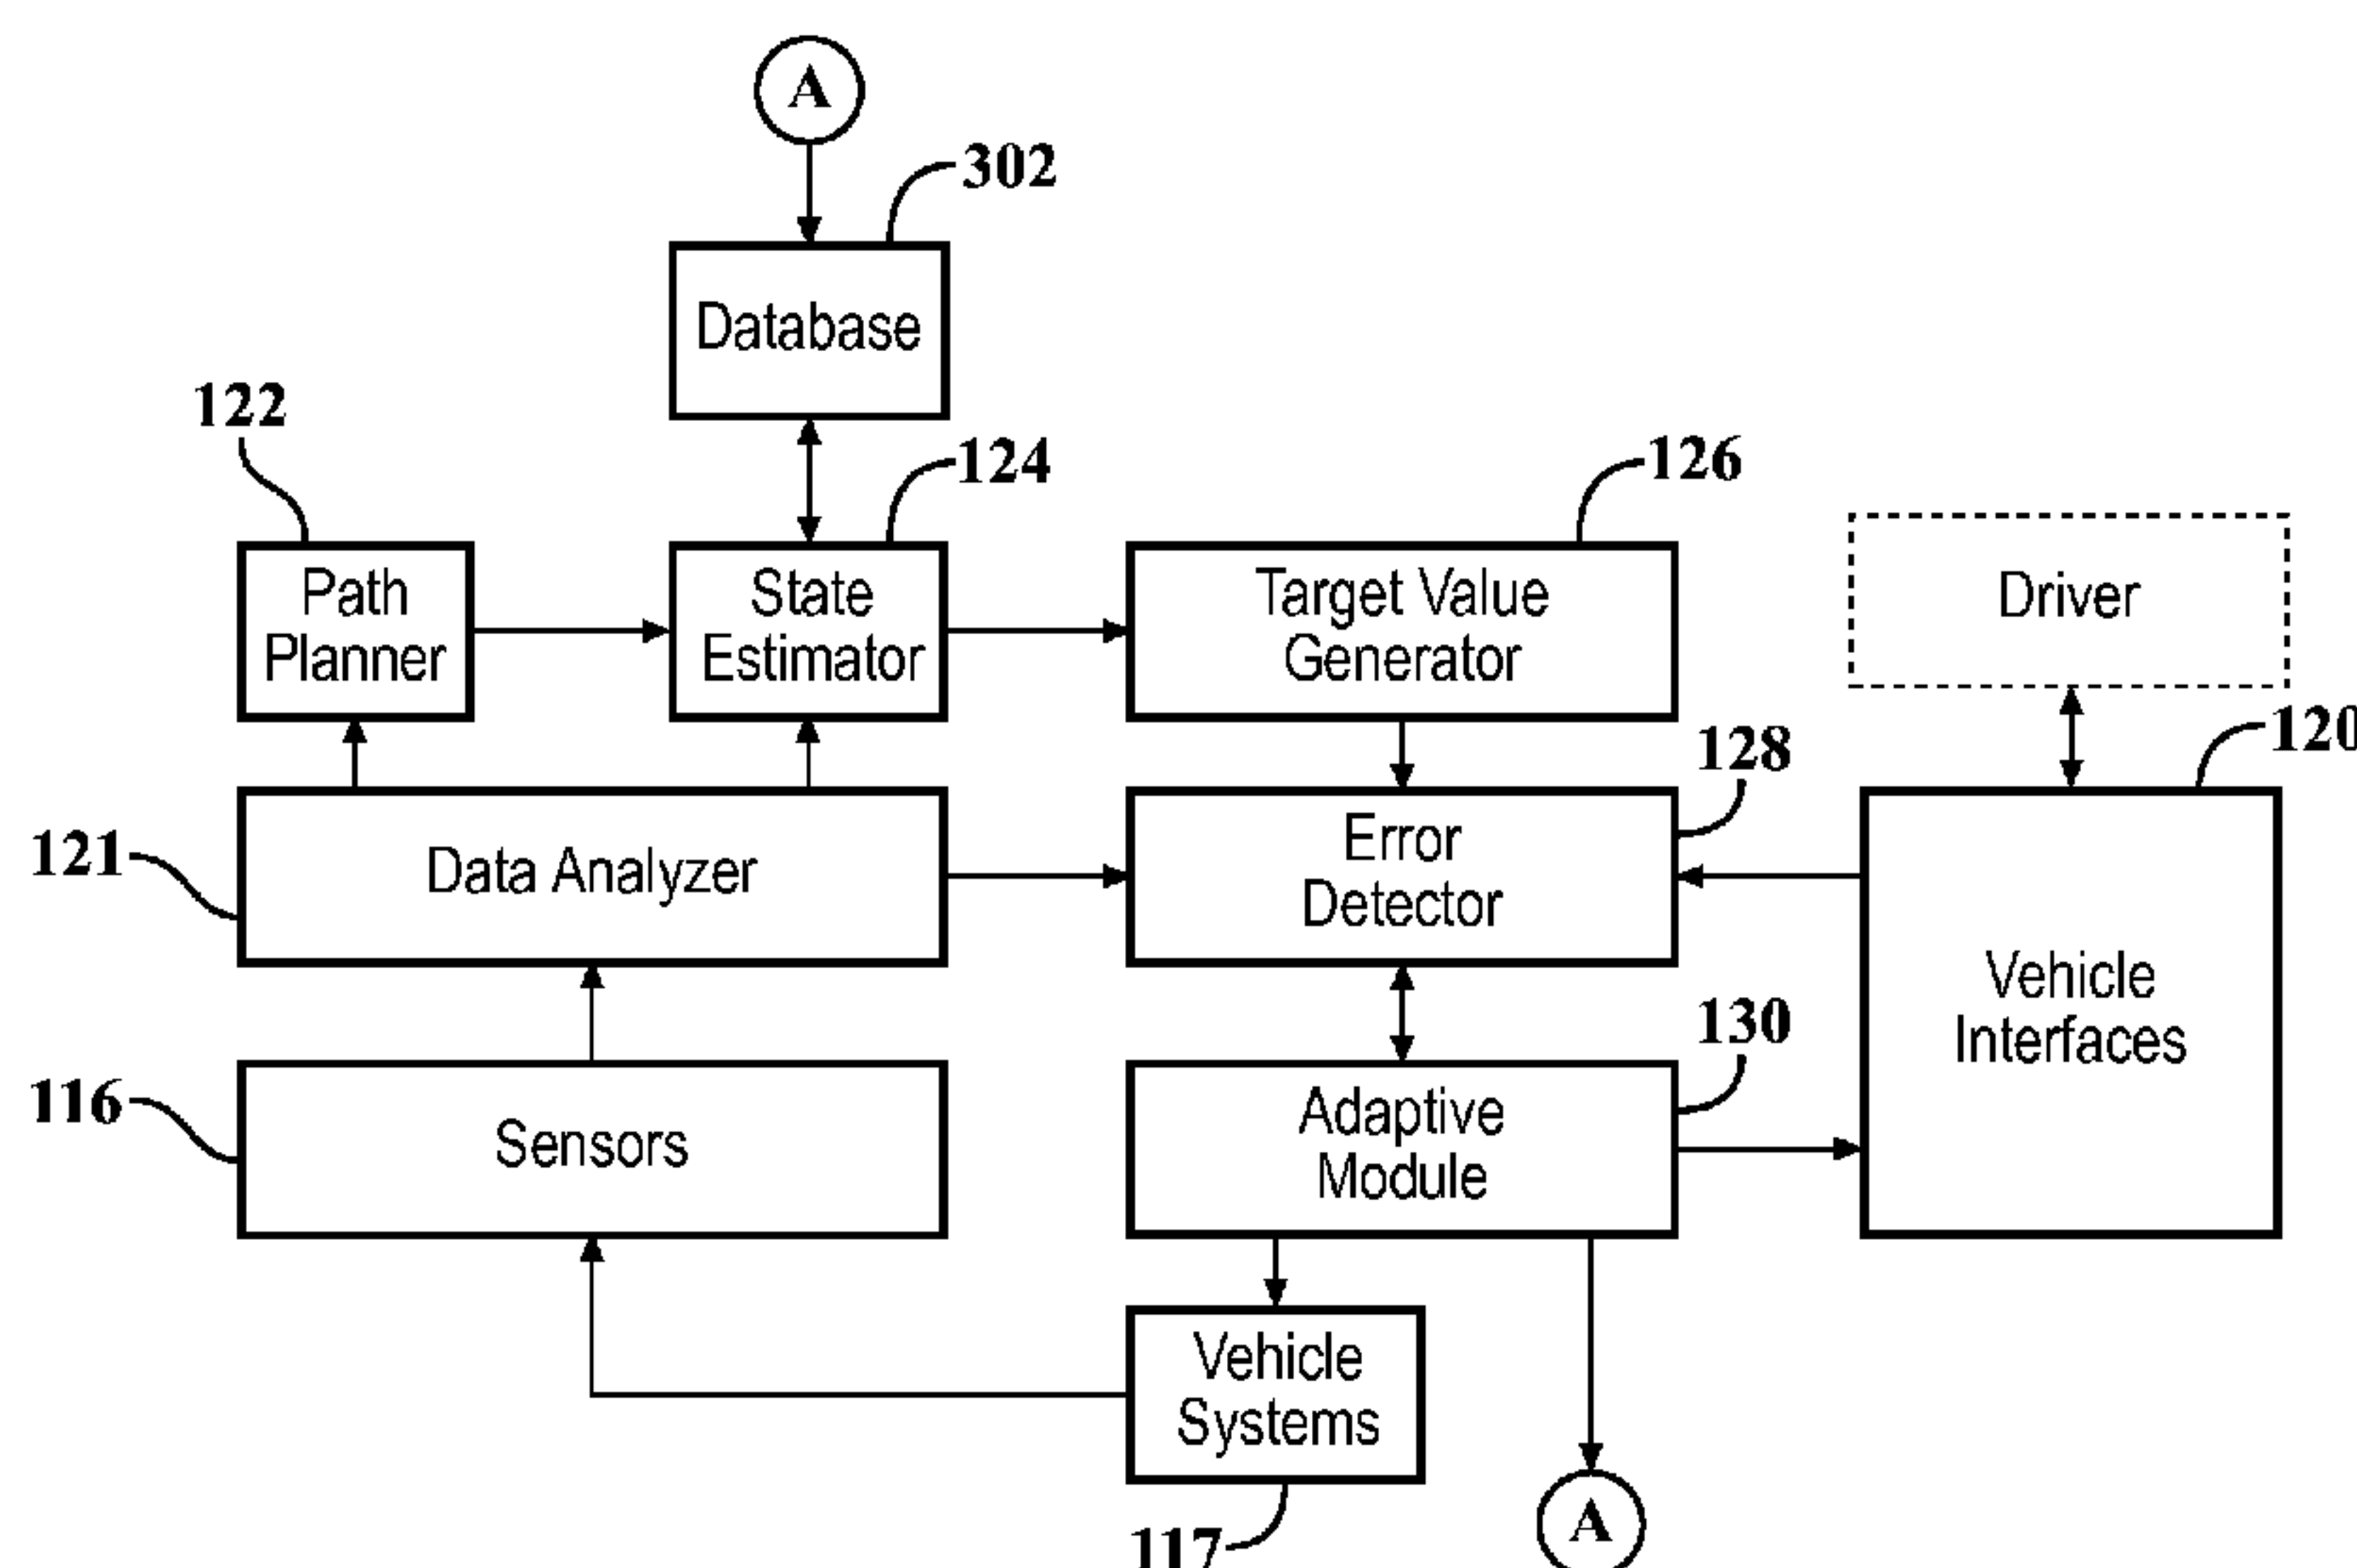 A
302
Database
122
124
126
Path
Planner
State
Estimator
Target Value
Generator
Driver
120
128
121
Data Analyzer
Error
Detector
Vehicle
Interfaces
130
116
Sensors
Adaptive
Module
Vehicle
Systems
117
A